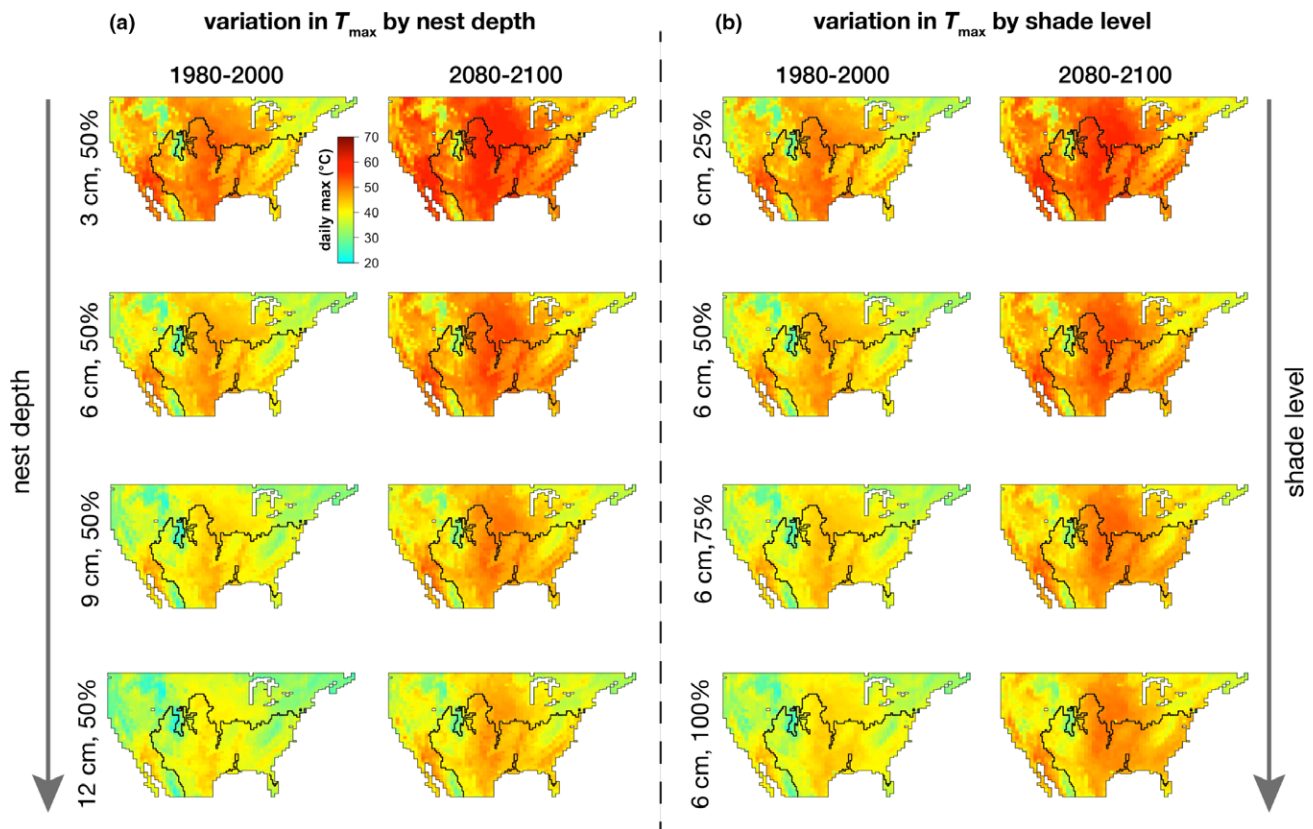 (a) variation in Tmax by nest depth
(b) variation in Tmax by shade level
1980-2000
2080-2100
1980-2000
2080-2100
nest depth
3 cm, 50%
daily max (°C)
70
60
50
40
30
20
6 cm, 50%
9 cm, 50%
12 cm, 50%
6 cm, 25%
6 cm, 50%
6 cm,75%
6 cm, 100%
shade level